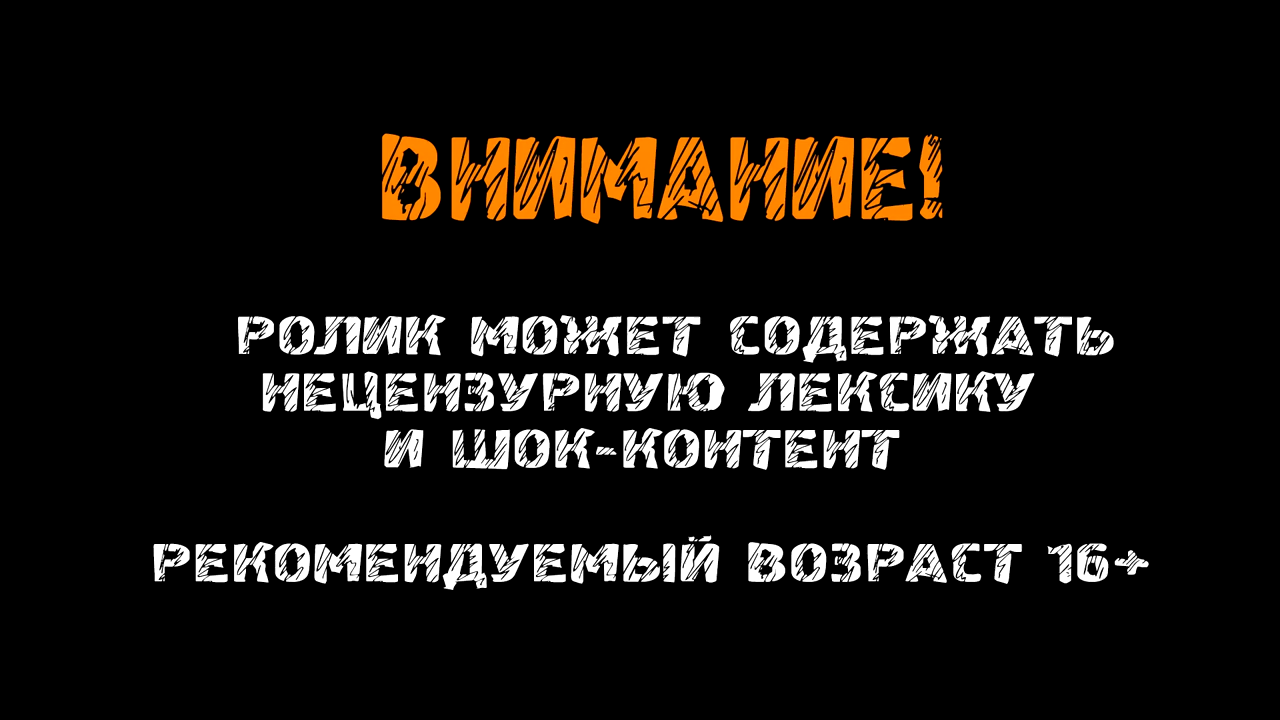 ВНИМАНИЕ!
РОЛИК МОЖЕТ СОДЕРЖАТЬ
НЕЦЕНЗУРНУЮ ЛЕКСИКУ
И ШОК-КОНТЕНТ
РЕКОМЕНДУЕМЫЙ ВОЗРАСТ 16+